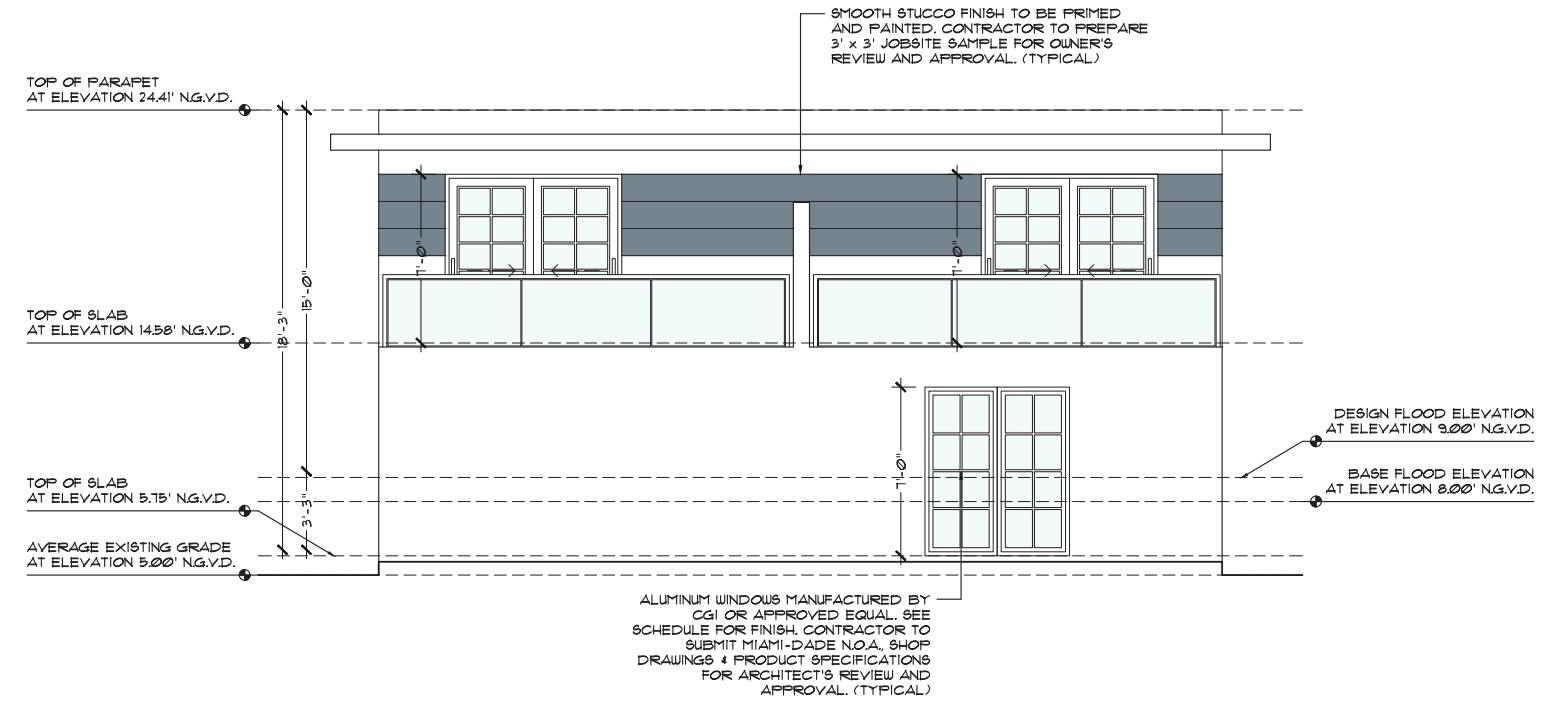 SMOOTH STUCCO FINISH TO BE PRIMED
AND PAINTED. CONTRACTOR TO PREPARE
3' x 3' JOBSITE SAMPLE FOR OWNER'S
REVIEW AND APPROVAL. (TYPICAL)
TOP OF PARAPET
AT ELEVATION 24.41' N.G.V.D.
7'-0"
7'-0"
15'-0"
18'-3"
TOP OF SLAB
AT ELEVATION 14.58' N.G.V.D.
DESIGN FLOOD ELEVATION
AT ELEVATION 9.00' N.G.V.D.
7'-0"
BASE FLOOD ELEVATION
AT ELEVATION 8.00' N.G.V.D.
TOP OF SLAB
AT ELEVATION 5.75' N.G.V.D.
3'-3"
AVERAGE EXISTING GRADE
AT ELEVATION 5.00' N.G.V.D.
ALUMINUM WINDOWS MANUFACTURED BY
CGI OR APPROVED EQUAL. SEE
SCHEDULE FOR FINISH. CONTRACTOR TO
SUBMIT MIAMI-DADE N.O.A., SHOP
DRAWINGS & PRODUCT SPECIFICATIONS
FOR ARCHITECT'S REVIEW AND
APPROVAL. (TYPICAL)